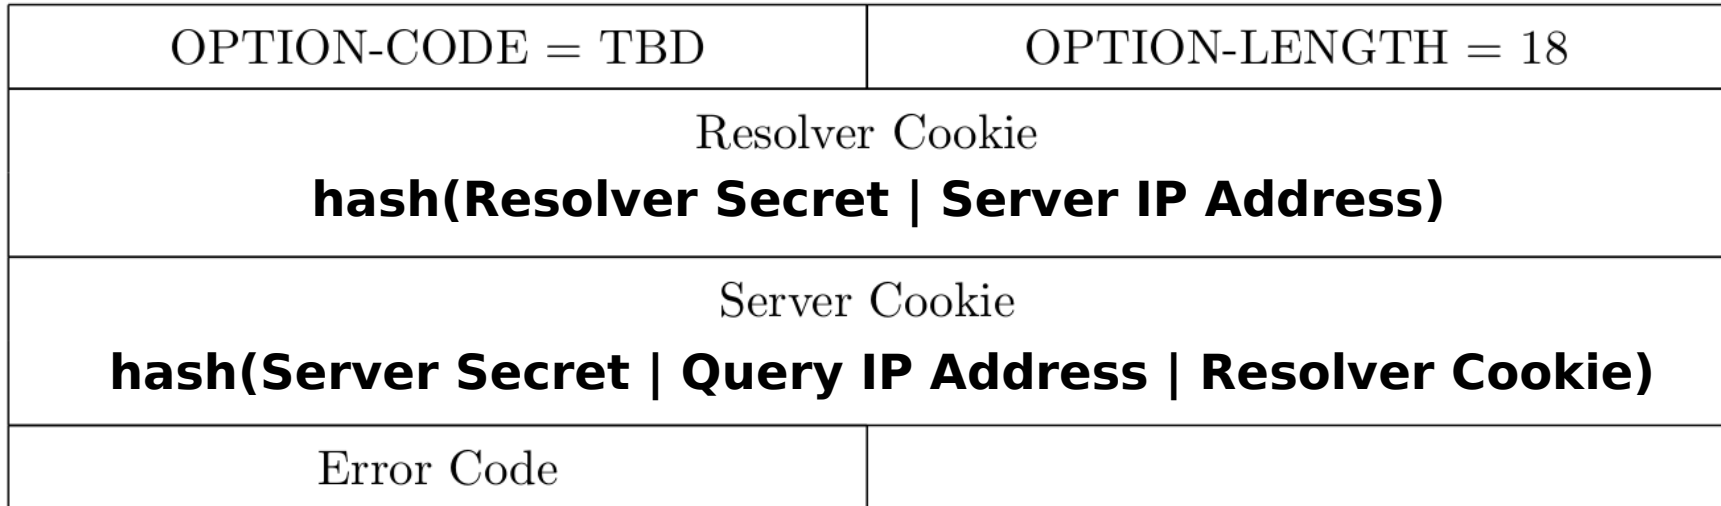 OPTION-CODE = TBD
OPTION-LENGTH = 18
Resolver Cookie
hash(Resolver Secret | Server IP Address)
Server Cookie
hash(Server Secret | Query IP Address | Resolver Cookie)
Error Code